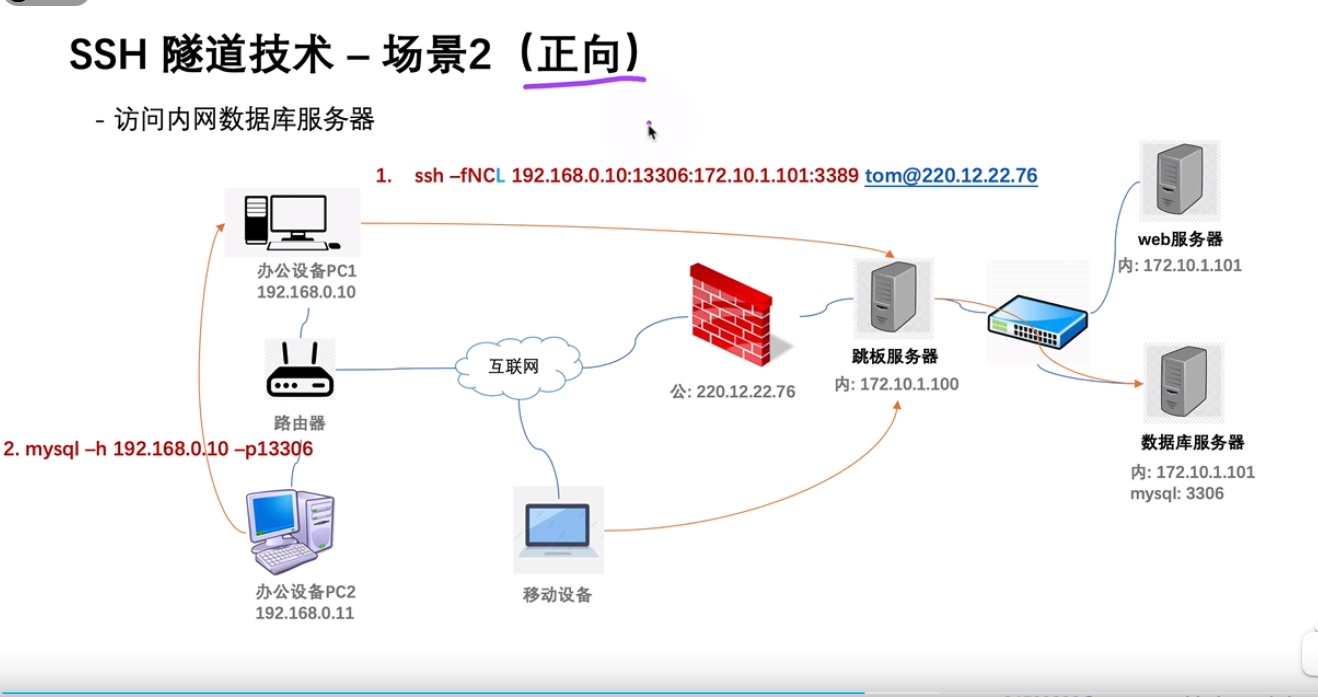 SSH 隧道技术 – 场景2（正向）
- 访问内网数据库服务器
1. ssh –fNCL 192.168.0.10:13306:172.10.1.101:3389 tom@220.12.22.76
web服务器
内: 172.10.1.101
办公设备PC1
192.168.0.10
互联网
跳板服务器
内: 172.10.1.100
公: 220.12.22.76
路由器
2. mysql –h 192.168.0.10 –p13306
数据库服务器
内: 172.10.1.101
mysql: 3306
办公设备PC2
192.168.0.11
移动设备